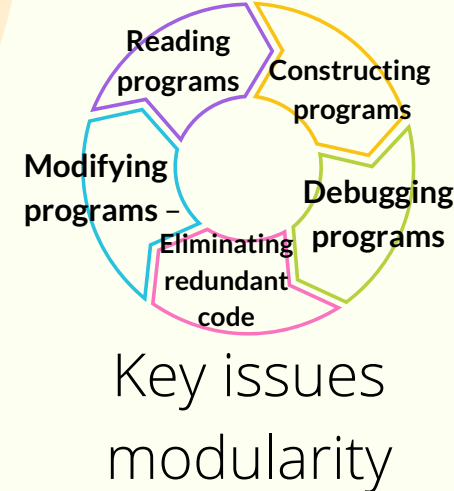 Reading
programs
Constructing
programs
Debugging
programs
Eliminating
redundant
code
Modifying
programs –
Key issues
modularity